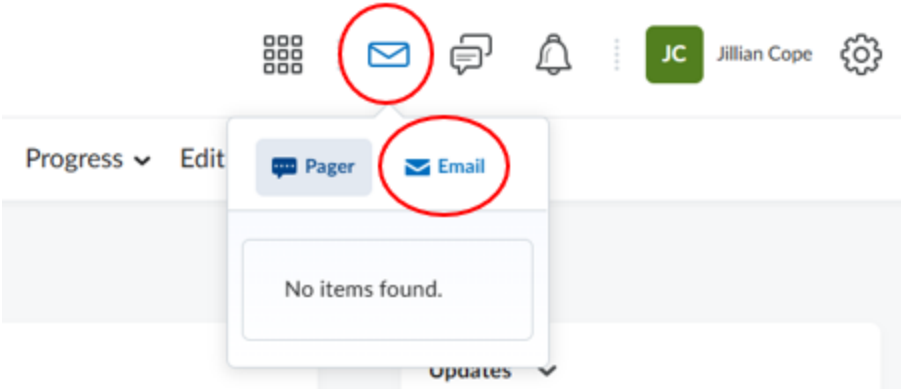 JC Jillian Cope
Progress Edit
Pager Email
No items found.
Updates